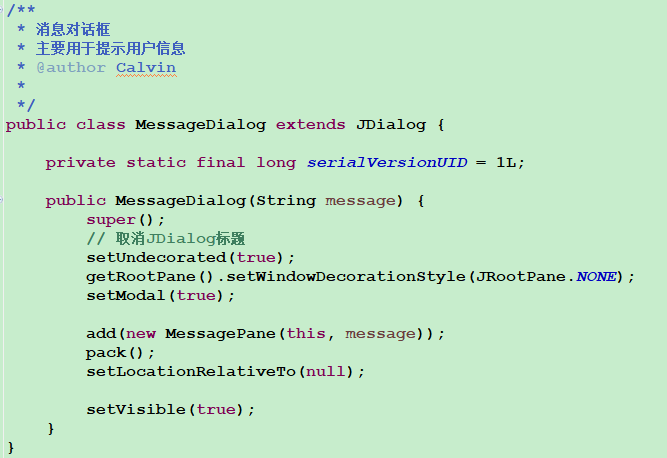 /**
 * 消息对话框
 * 主要用于提示用户信息
 * @author Calvin
 *
 */
public class MessageDialog extends JDialog {
    private static final long serialVersionUID = 1L;
    public MessageDialog(String message) {
        super();
        // 取消JDialog标题
        setUndecorated(true);
        getRootPane().setWindowDecorationStyle(JRootPane.NONE);
        setModal(true);
        add(new MessagePane(this, message));
        pack();
        setLocationRelativeTo(null);
        setVisible(true);
    }
}